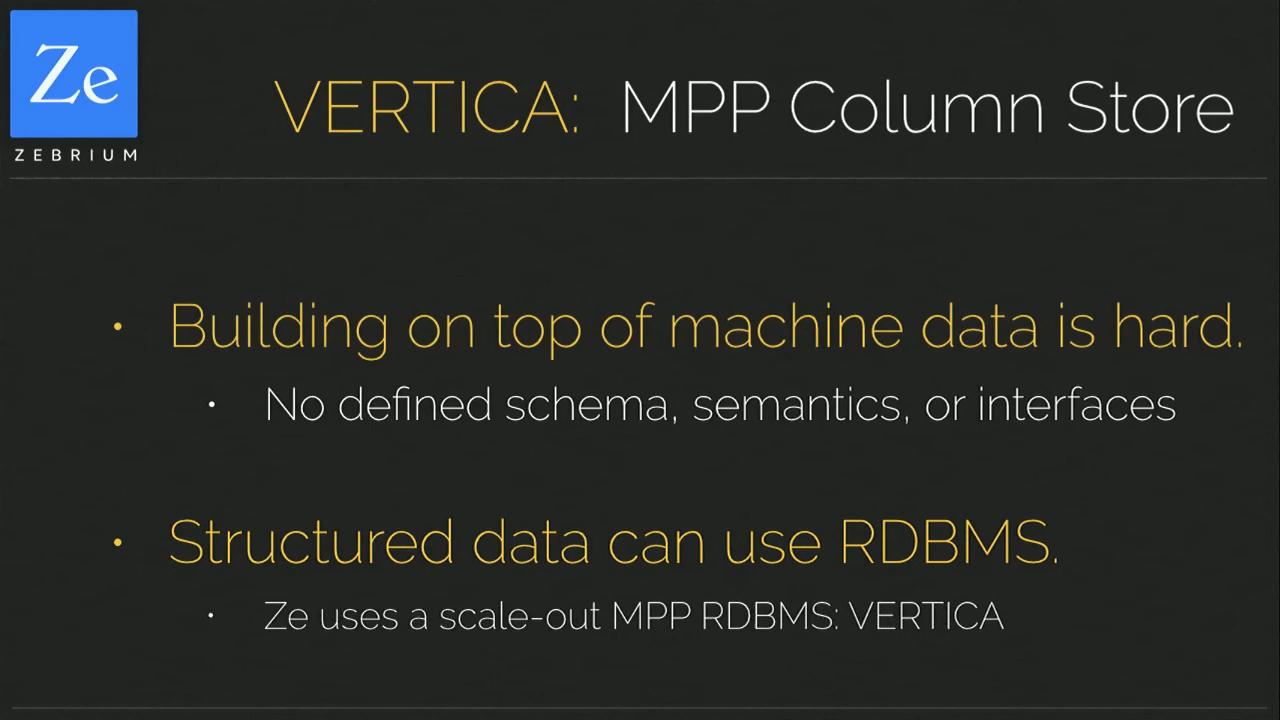 Ze
ZEBRIUM
VERTICA: MPP Column Store
• Building on top of machine data is hard.
• No defined schema, semantics, or interfaces
• Structured data can use RDBMS.
• Ze uses a scale-out MPP RDBMS: VERTICA